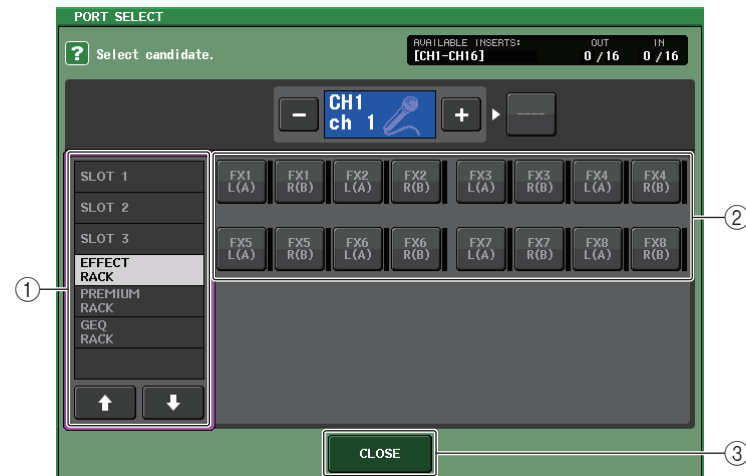 PORT SELECT
? Select candidate.
AVAILABLE INSERTS: OUT IN
[CH1-CH16] 0 /16 0 /16
CH1
ch 1
− +
----
SLOT 1
SLOT 2
SLOT 3
EFFECT
RACK
PREMIUM
RACK
GEQ
RACK
FX1 FX1 FX2 FX2 FX3 FX3 FX4 FX4
L(A) R(B) L(A) R(B) L(A) R(B) L(A) R(B)
FX5 FX5 FX6 FX6 FX7 FX7 FX8 FX8
L(A) R(B) L(A) R(B) L(A) R(B) L(A) R(B)
①
②
CLOSE
③